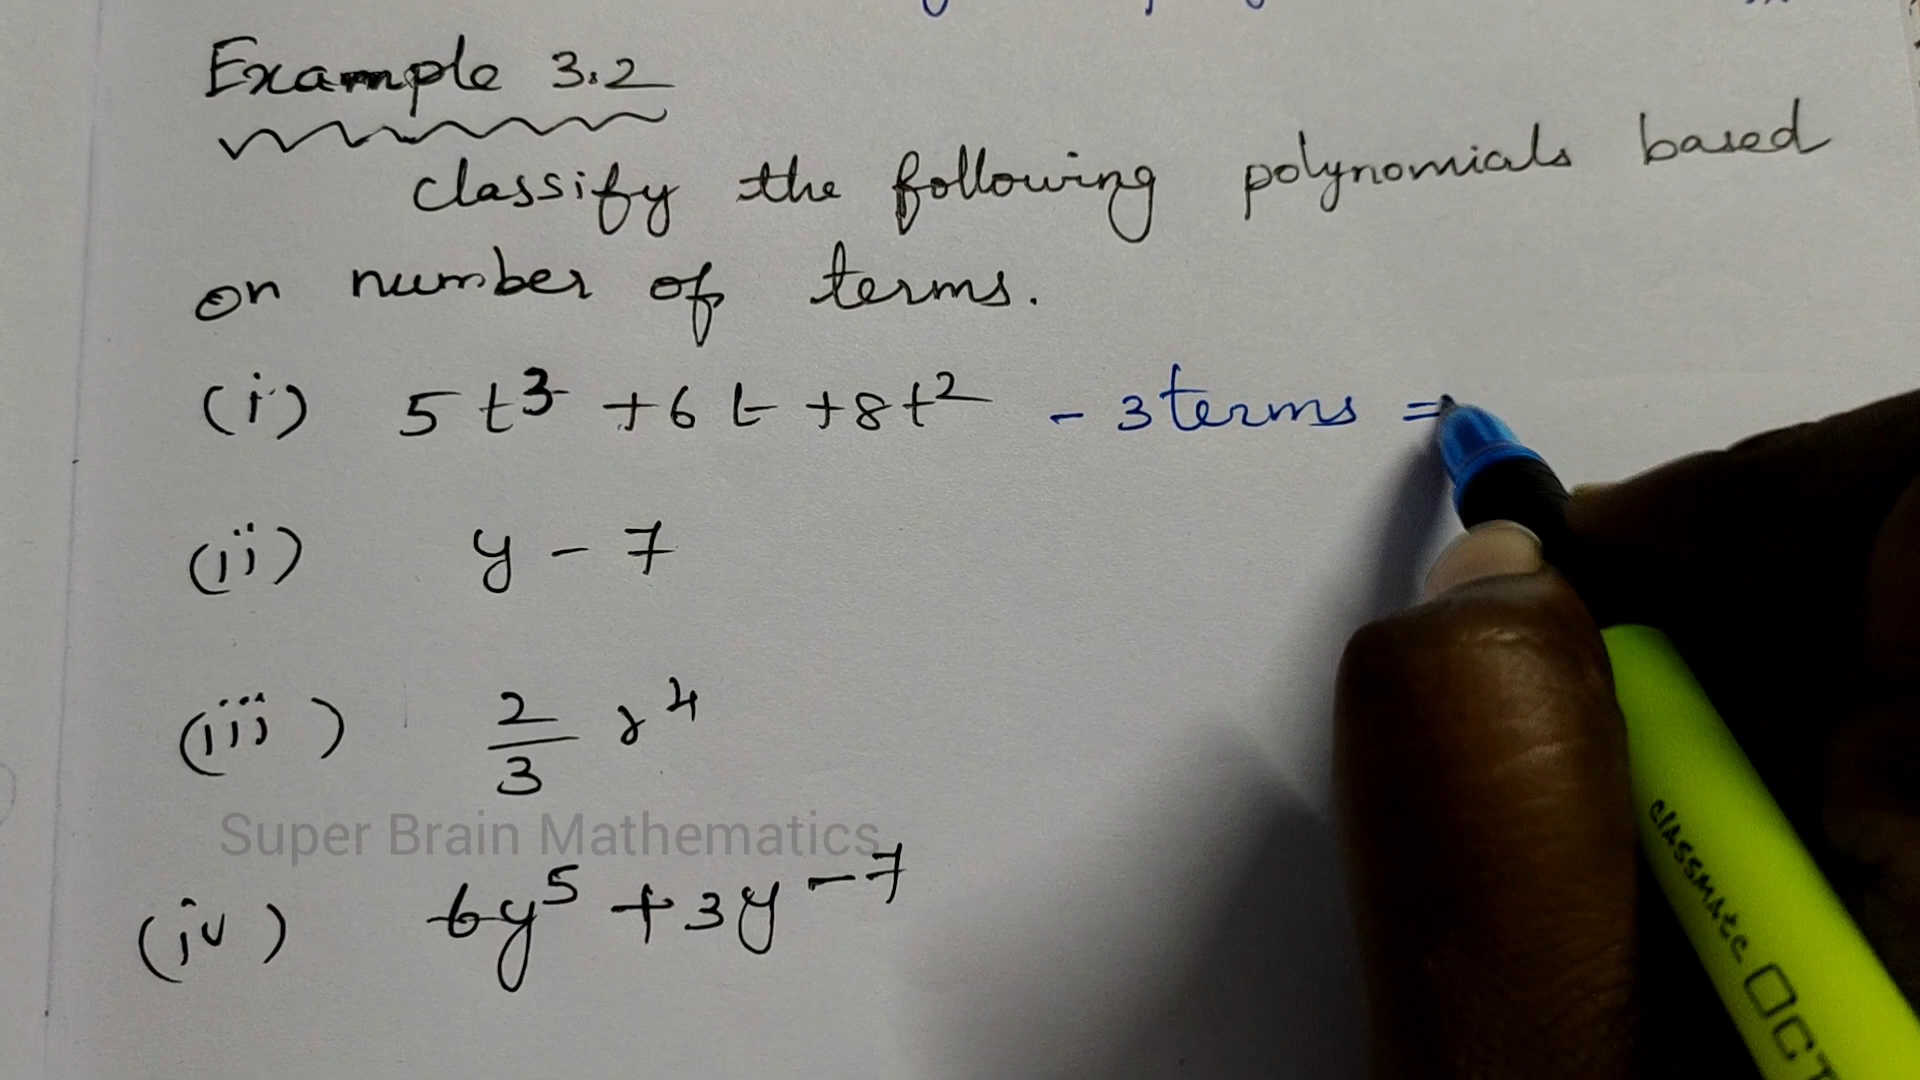 Example 3.2
classify the following polynomials based
on number of terms.
(i) 5t³ + 6t + 8t² - 3 terms =
(ii) y - 7
(iii) 2/3 r⁴
Super Brain Mathematics
(iv) 6y⁵ + 3y - 7
classmate OCT